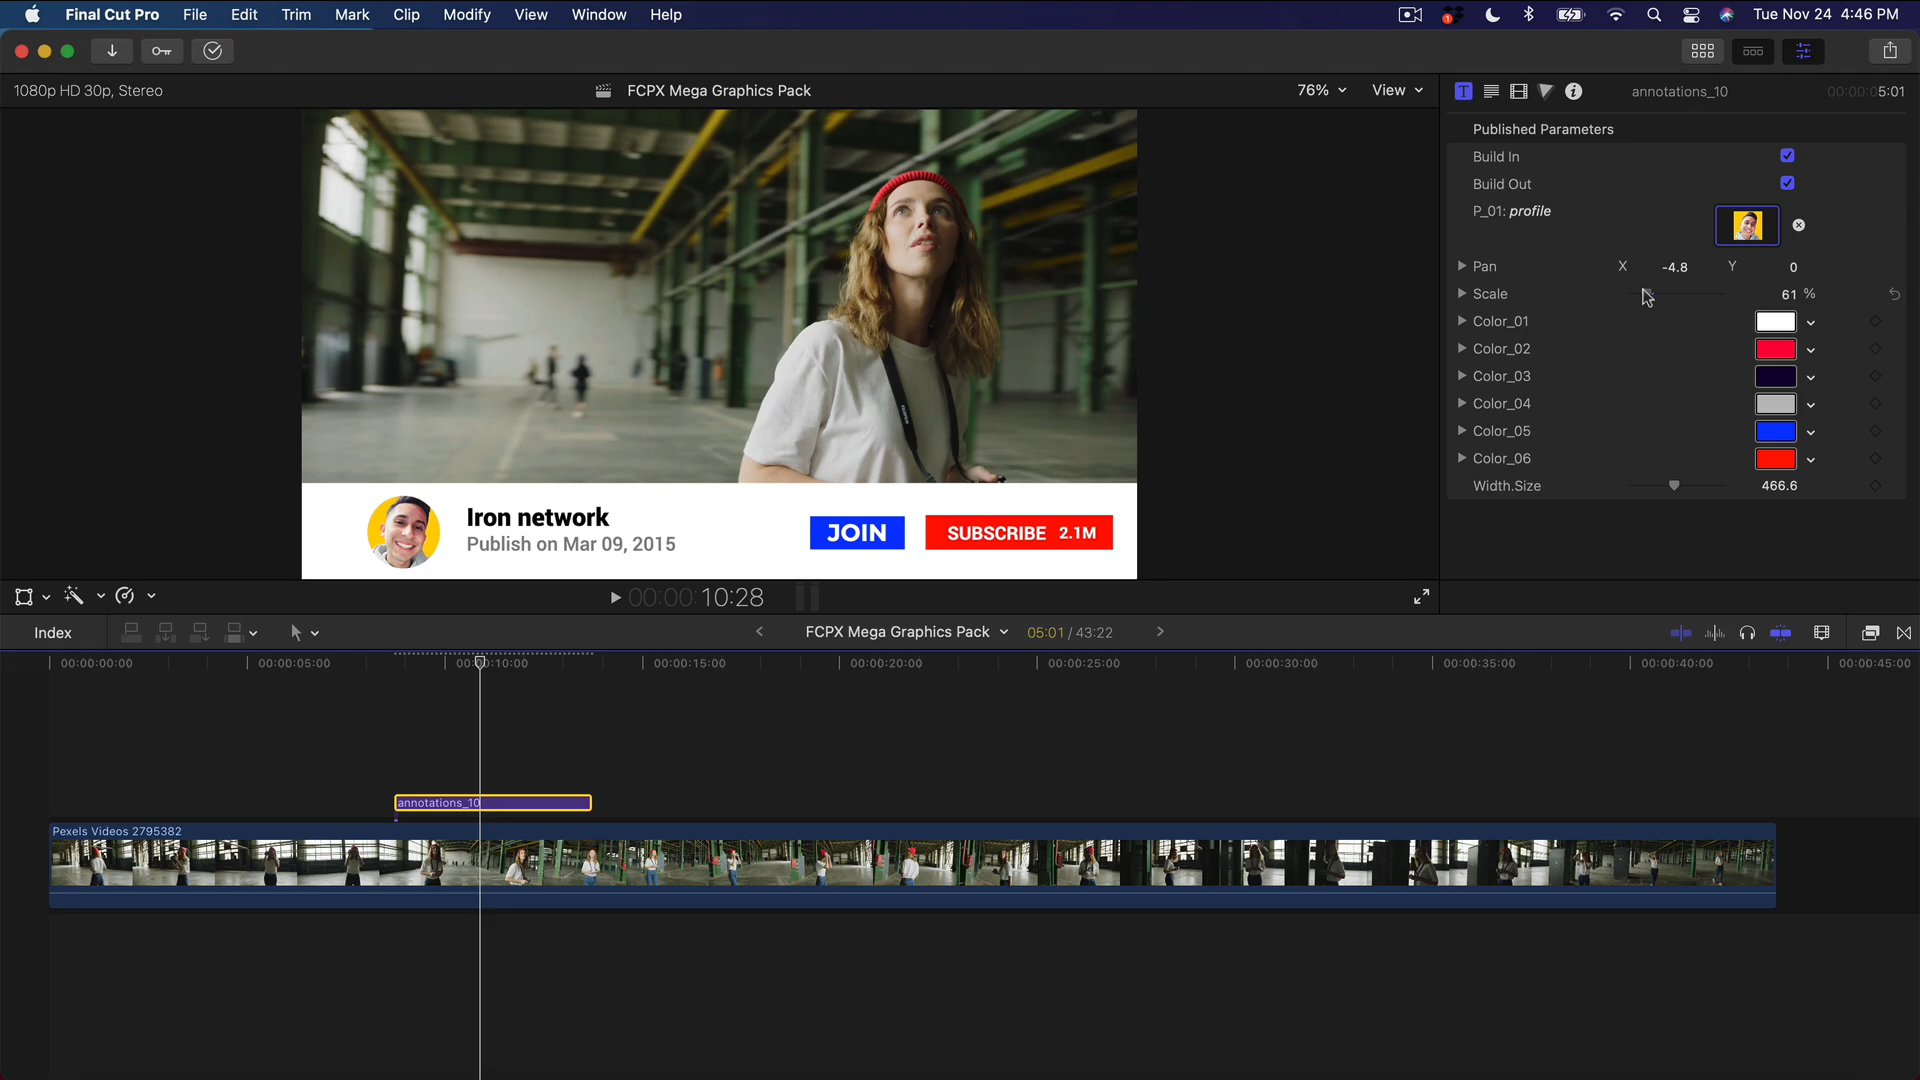 Final Cut Pro File Edit Trim Mark Clip Modify View Window Help 1 Tue Nov 24 4:46 PM
1080p HD 30p, Stereo FCPX Mega Graphics Pack 76% View annotations_10 00:00:05:01
Published Parameters
Build In
Build Out
P_01: profile
Pan X -4.8 Y 0
Scale 61 %
Color_01
Color_02
Color_03
Color_04
Color_05
Color_06
Width.Size 466.6
Iron network
Publish on Mar 09, 2015
JOIN
SUBSCRIBE 2.1M
00:00:10:28
Index FCPX Mega Graphics Pack 05:01 / 43:22
00:00:00:00 00:00:05:00 00:00:10:00 00:00:15:00 00:00:20:00 00:00:25:00 00:00:30:00 00:00:35:00 00:00:40:00 00:00:45:00
annotations_10
Pexels Videos 2795382